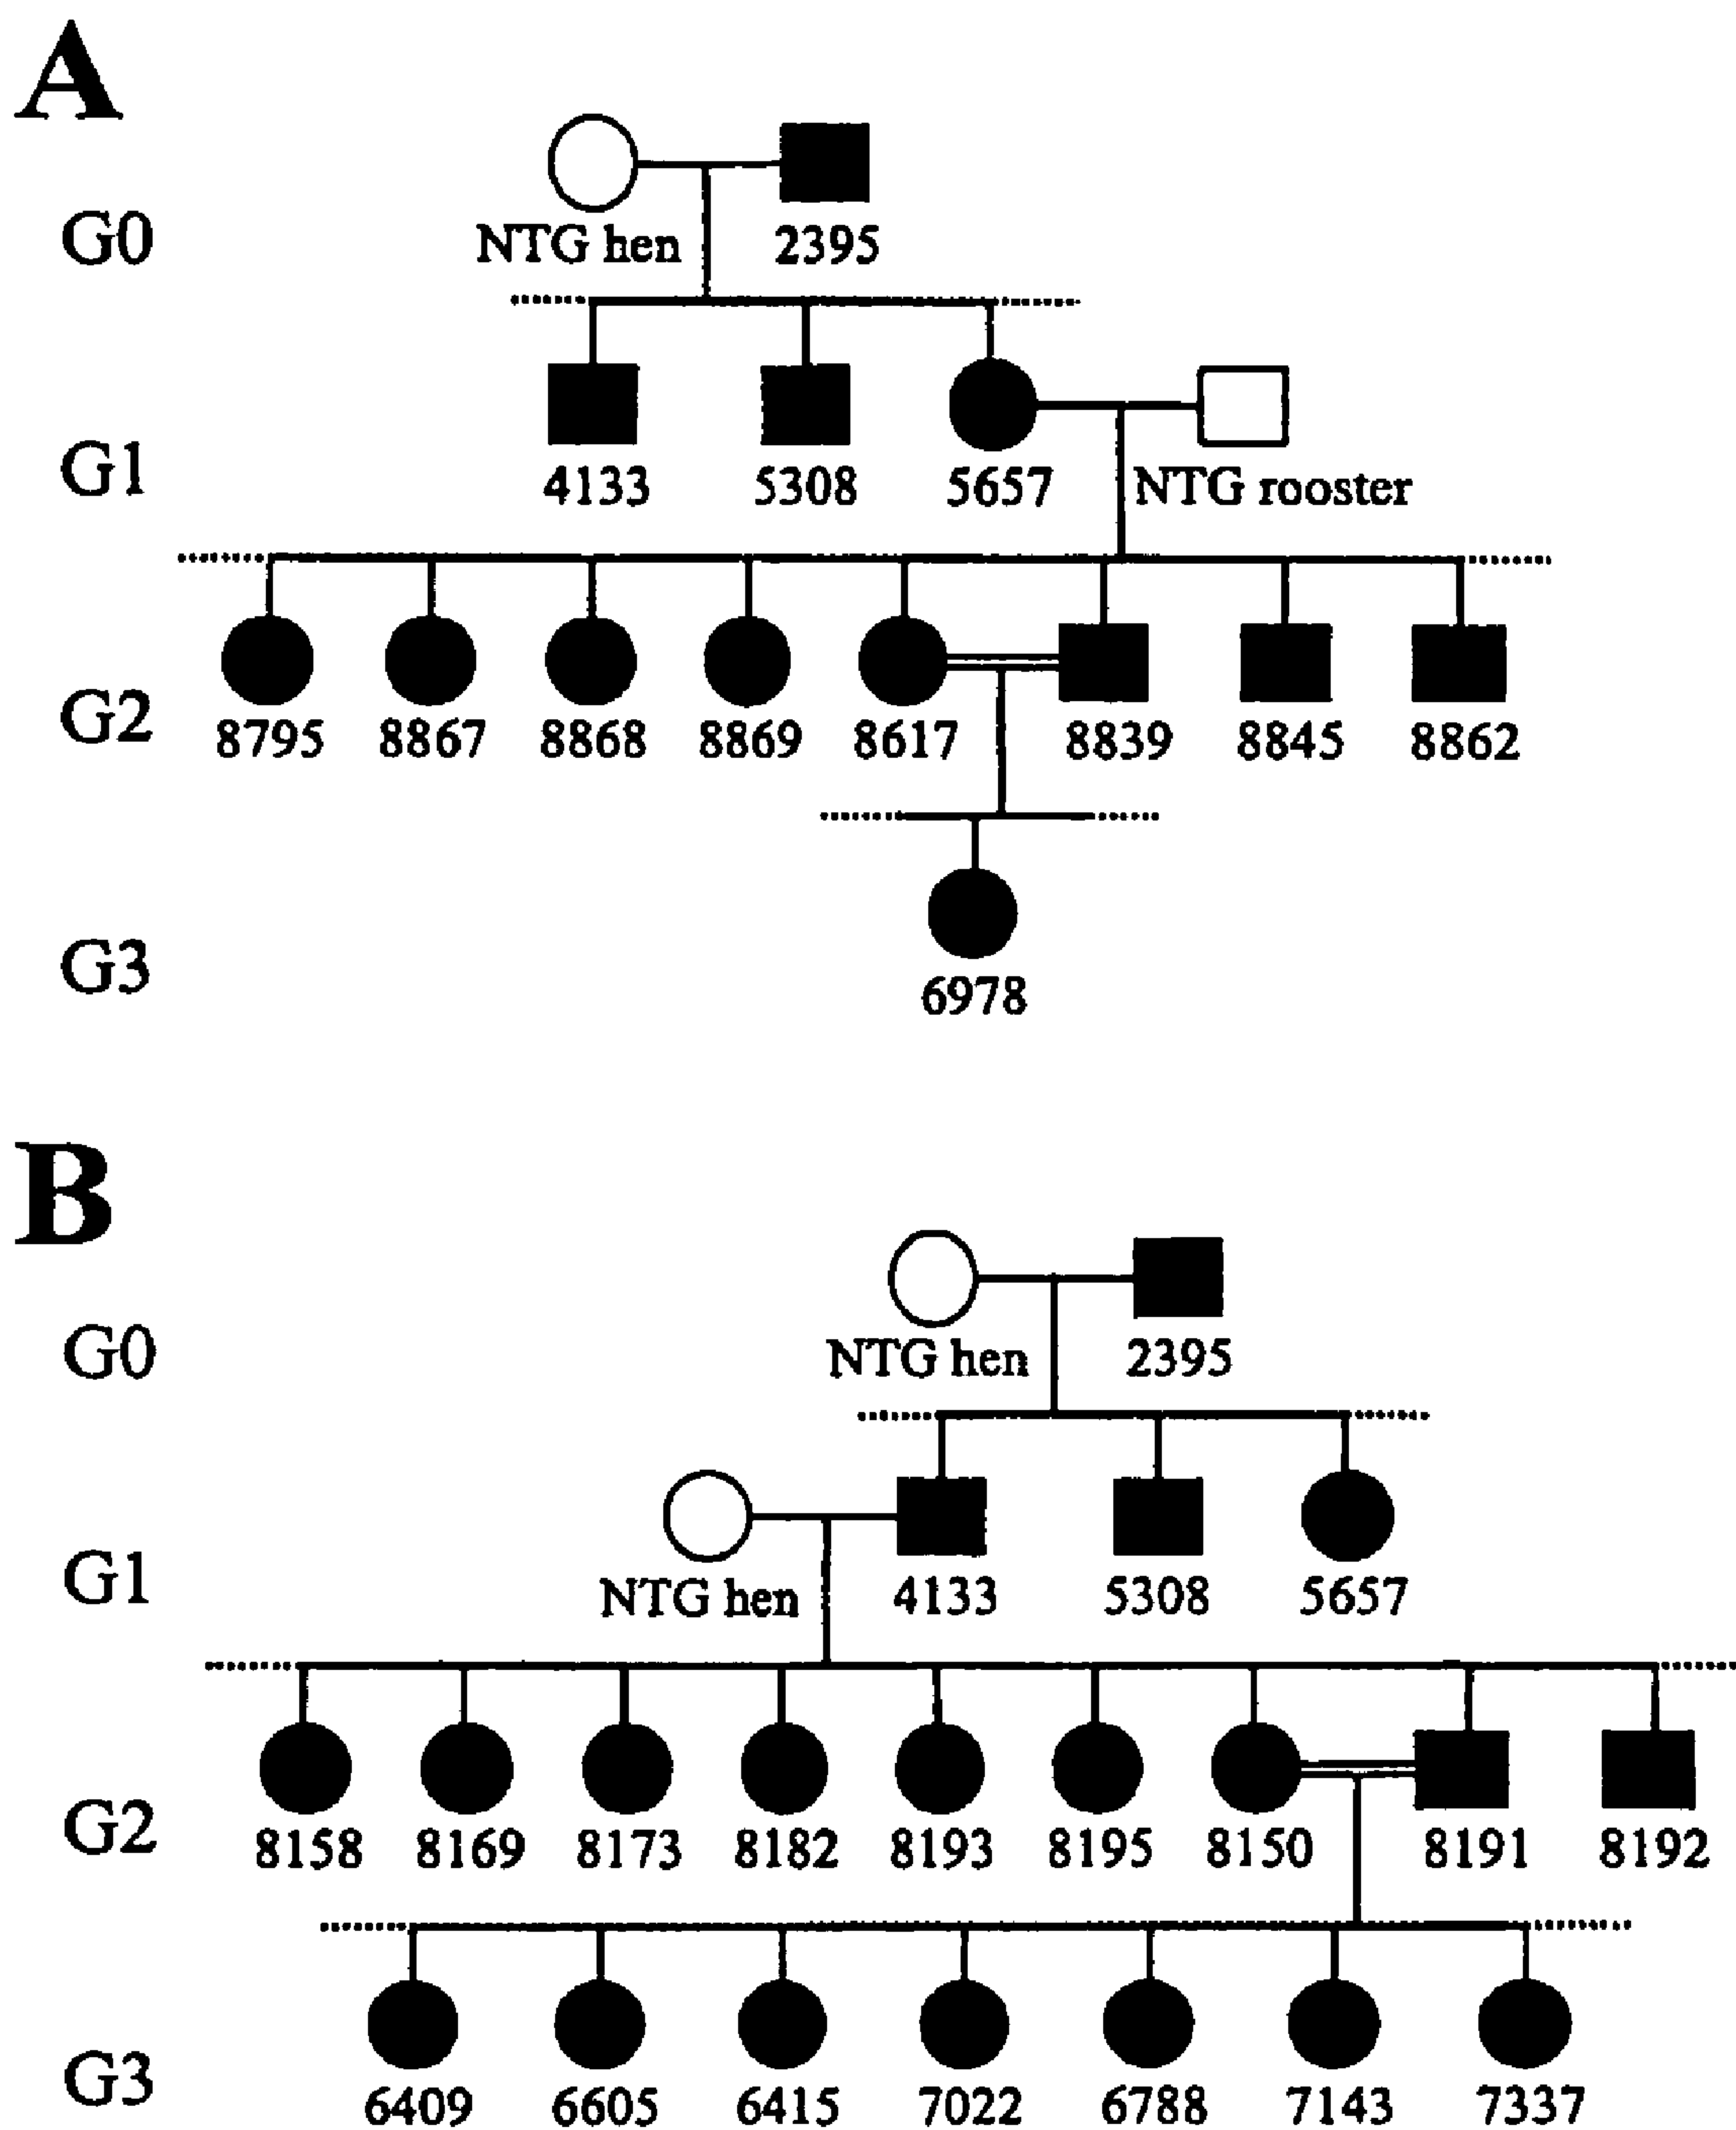 A
G0
NTG hen 2395
G1
4133 5308 5657 NTG rooster
G2
8795 8867 8868 8869 8617 8839 8845 8862
G3
6978
B
G0
NTG hen 2395
G1
NTG hen 4133 5308 5657
G2
8158 8169 8173 8182 8193 8195 8150 8191 8192
G3
6409 6605 6415 7022 6788 7143 7337